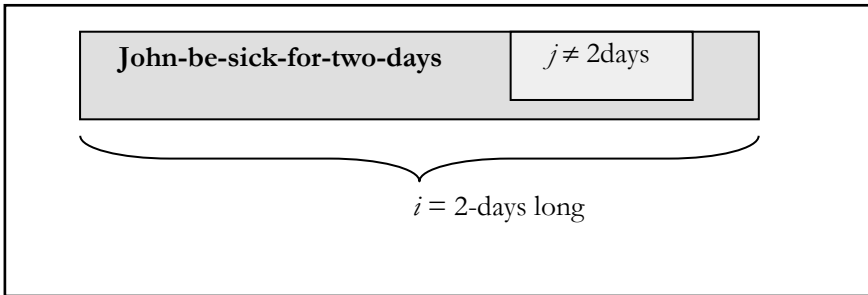 John-be-sick-for-two-days j ≠ 2days
i = 2-days long